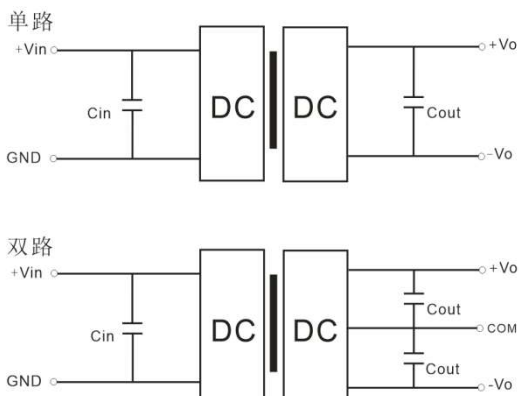 单路
+Vin
+Vo
Cin
DC
DC
Cout
GND
-Vo
双路
+Vin
+Vo
Cout
Cin
DC
DC
COM
Cout
GND
-Vo